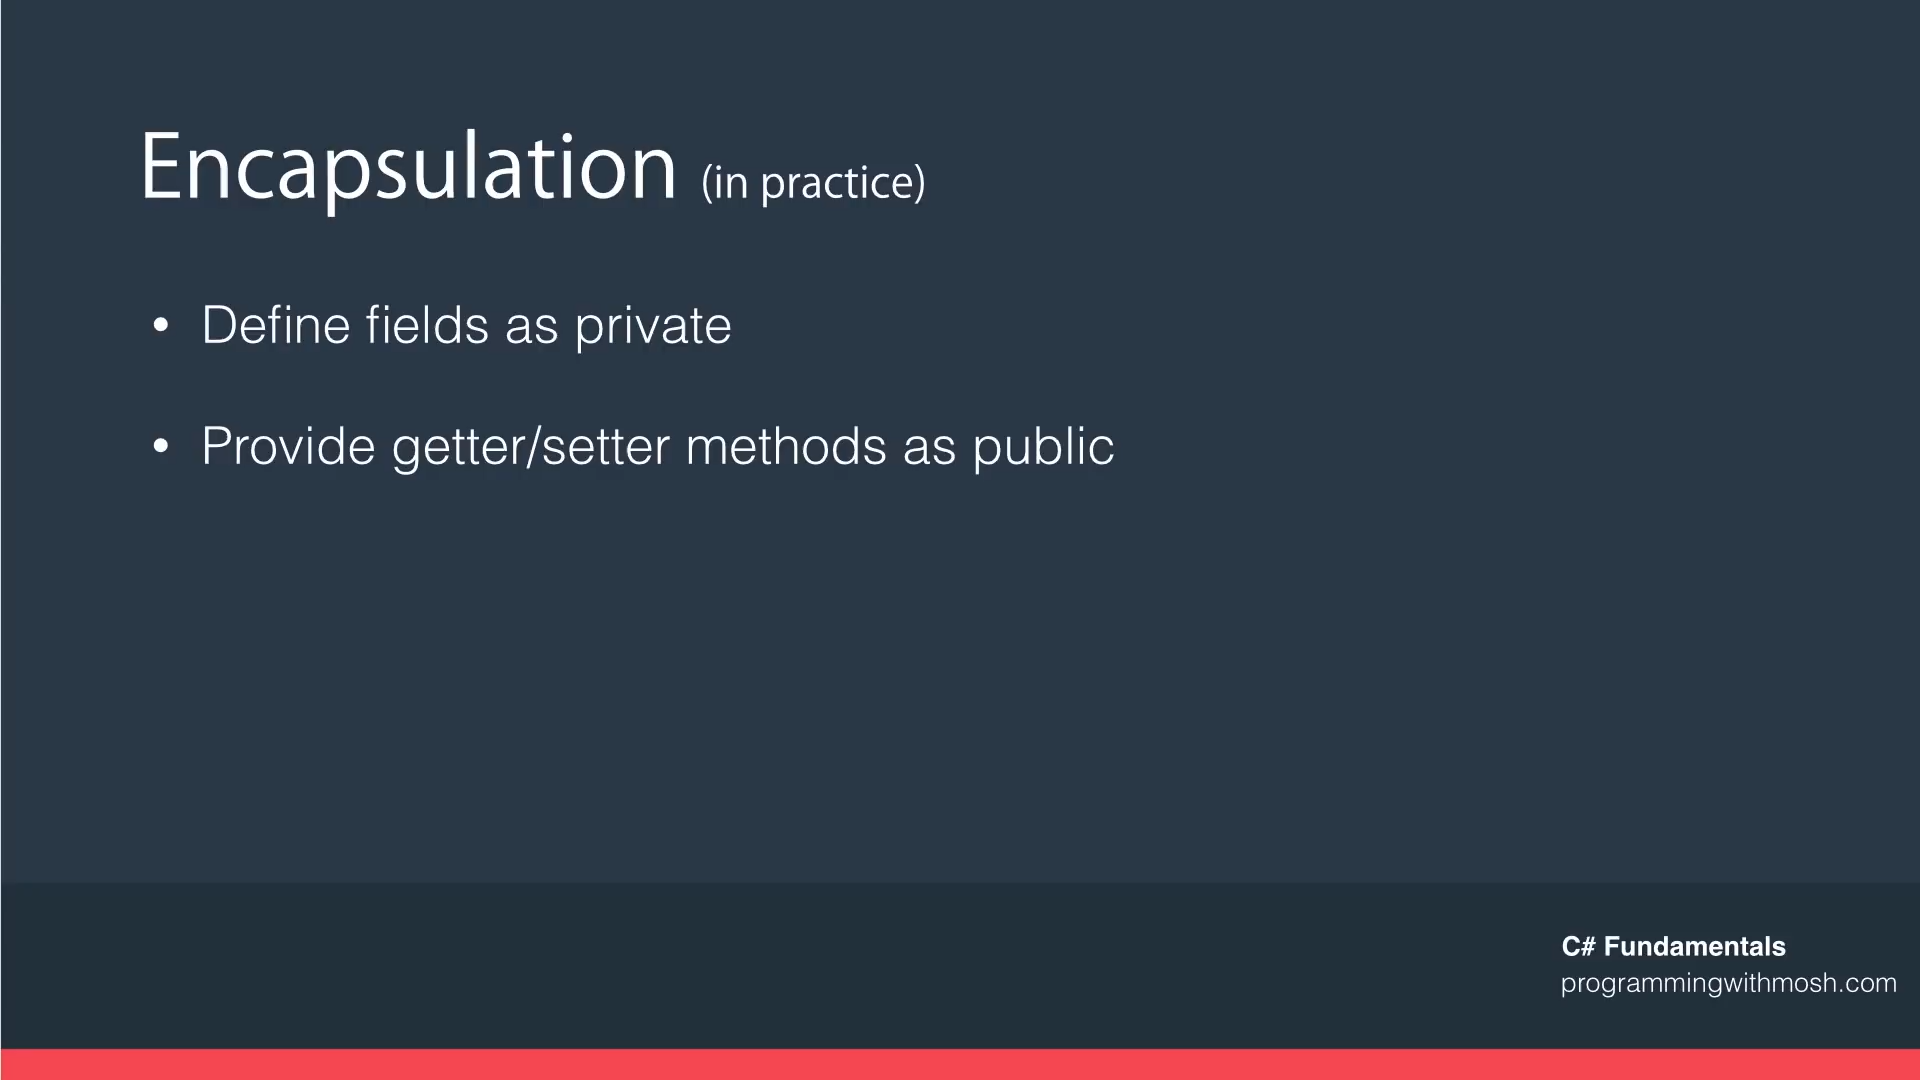 Encapsulation (in practice)
• Define fields as private
• Provide getter/setter methods as public
C# Fundamentals
programmingwithmosh.com